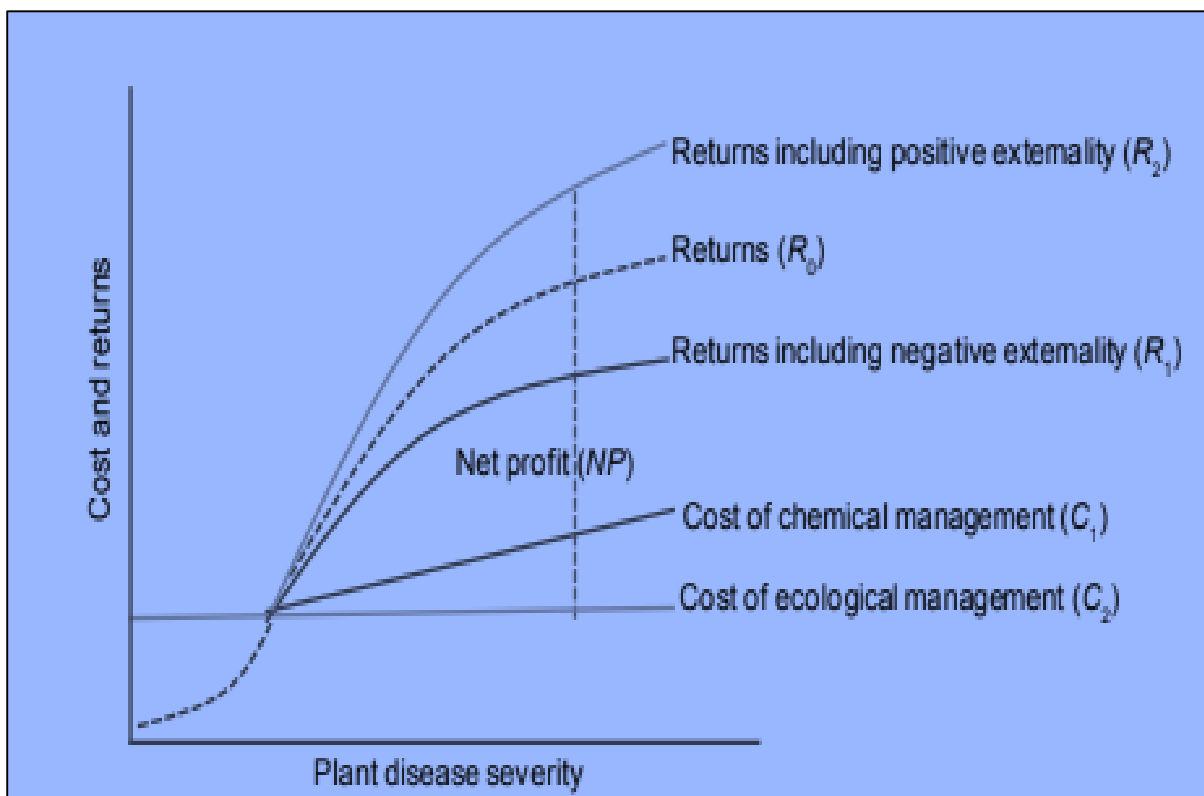 Returns including positive externality (R₂)
Returns (R₀)
Returns including negative externality (R₁)
Net profit (NP)
Cost of chemical management (C₁)
Cost of ecological management (C₂)
Cost and returns
Plant disease severity